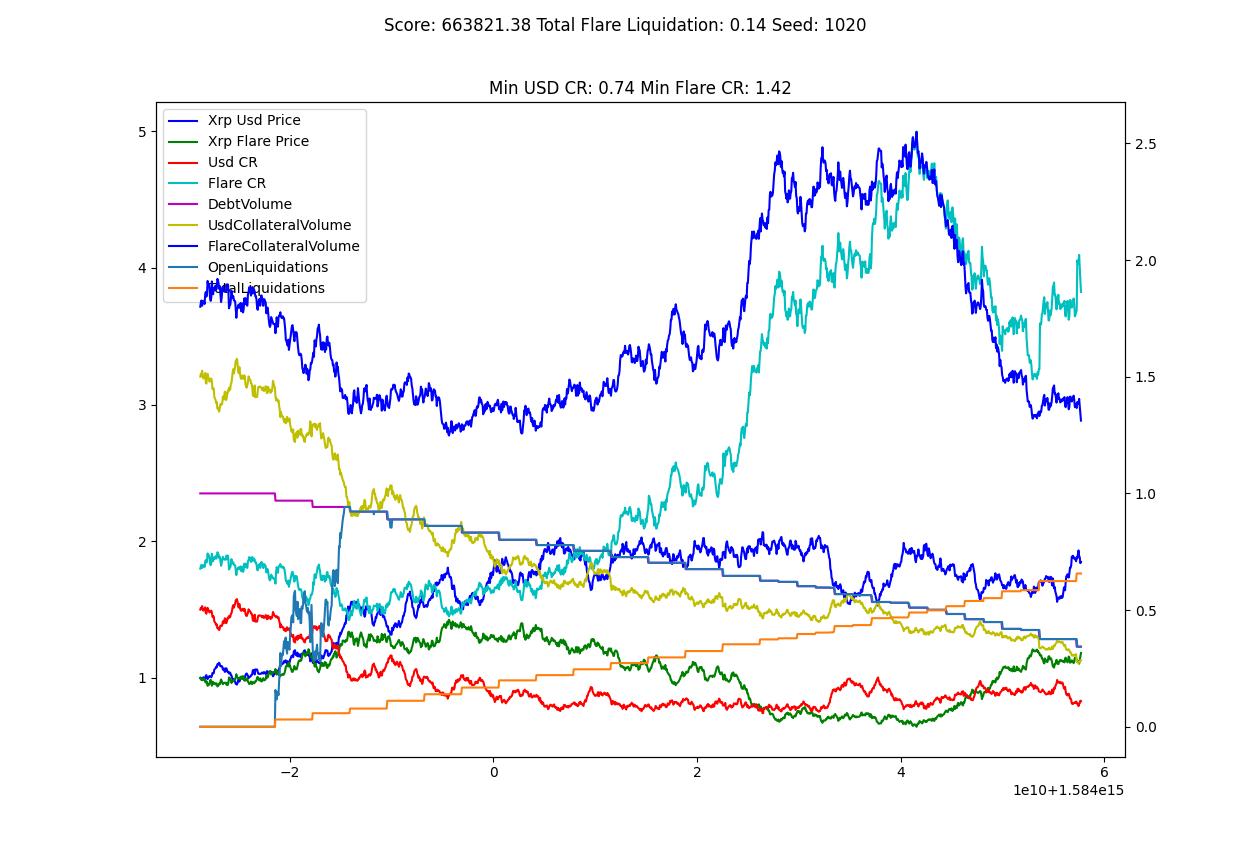 Score: 663821.38 Total Flare Liquidation: 0.14 Seed: 1020
Min USD CR: 0.74 Min Flare CR: 1.42
Xrp Usd Price
Xrp Flare Price
Usd CR
Flare CR
DebtVolume
UsdCollateralVolume
FlareCollateralVolume
OpenLiquidations
TotalLiquidations
5
4
3
2
1
2.5
2.0
1.5
1.0
0.5
0.0
−2
0
2
4
6
1e10+1.584e15